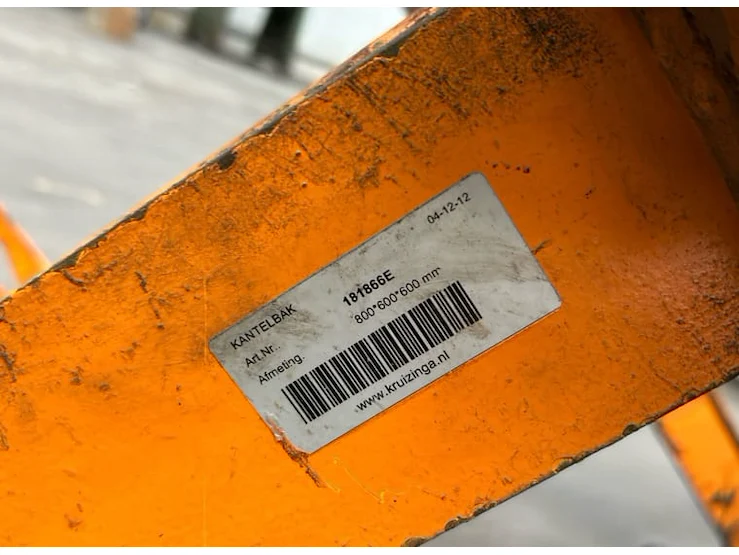 04-12-12
KANTELBAK
Art.Nr.: 181866E
Afmeting. 800*600*600 mm
www.kruizinga.nl